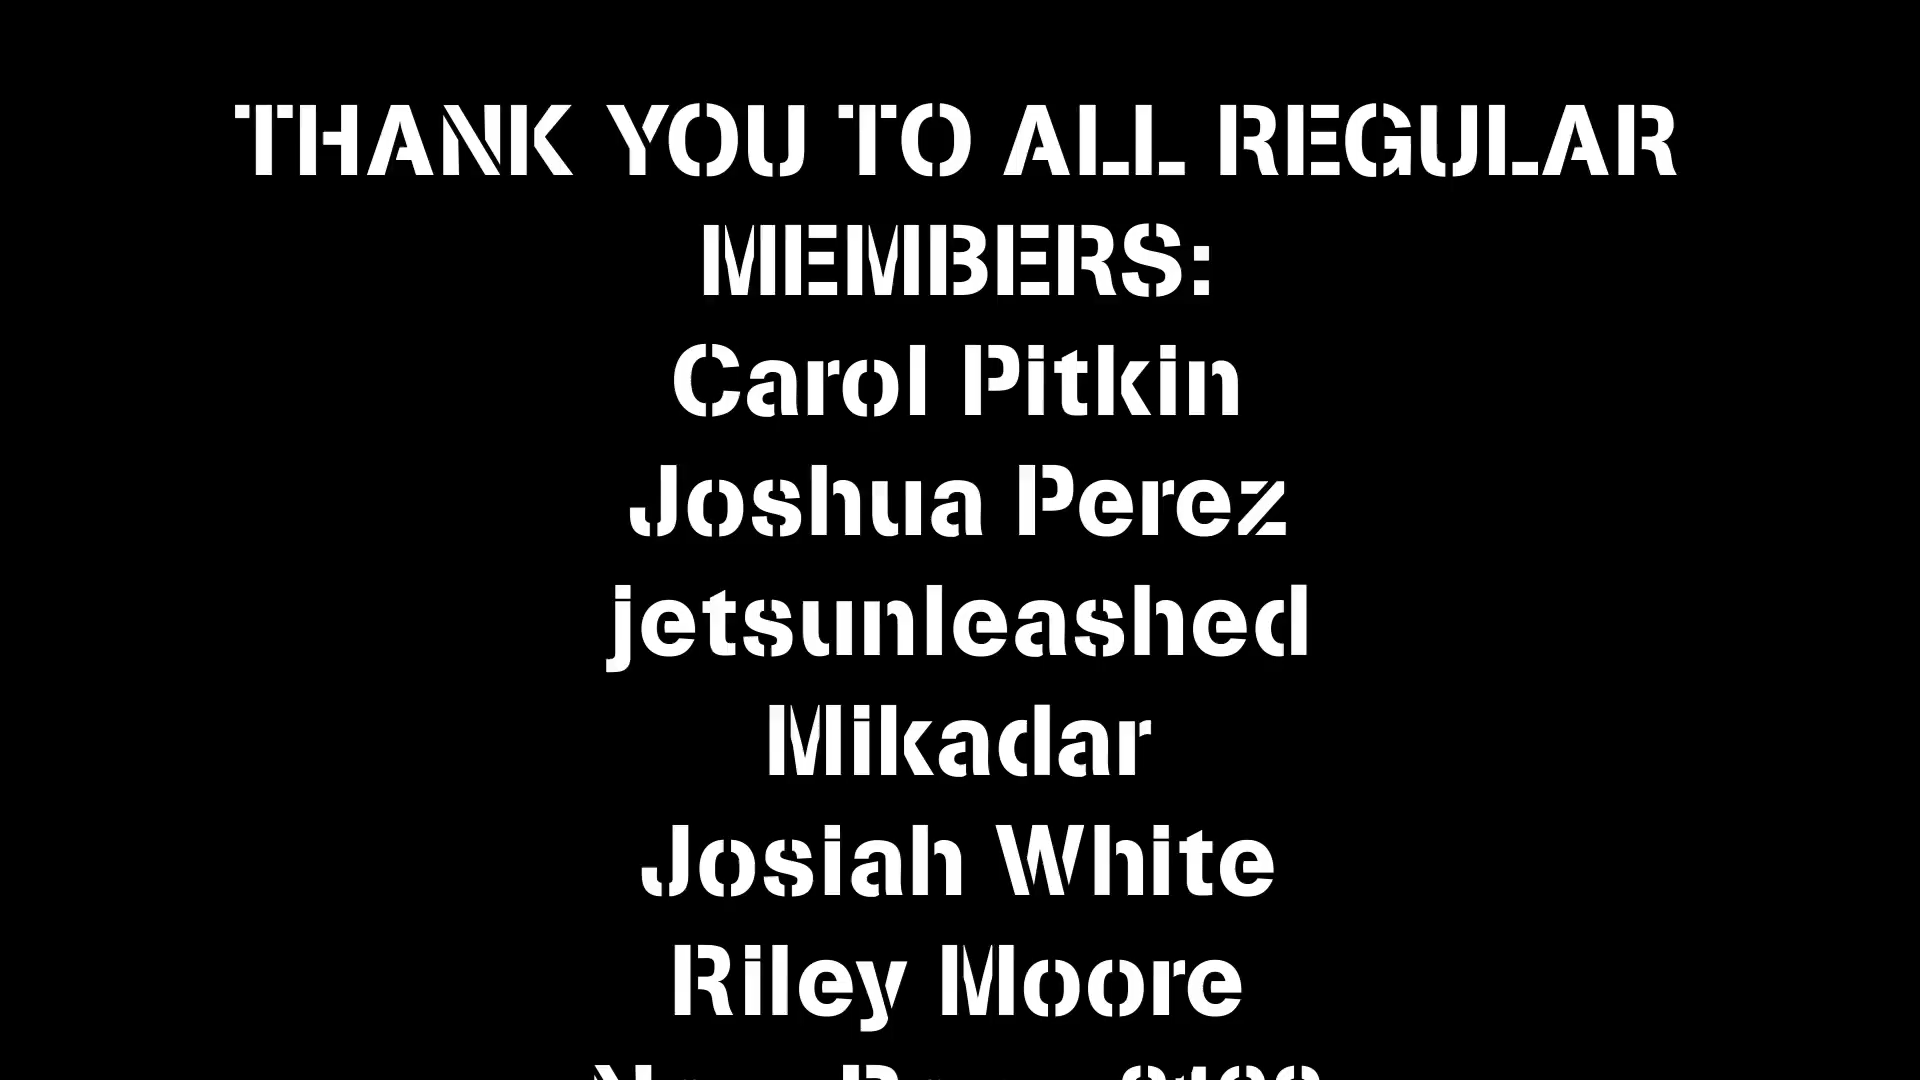 THANK YOU TO ALL REGULAR
MEMBERS:
Carol Pitkin
Joshua Perez
jetsunleashed
Mikadar
Josiah White
Riley Moore